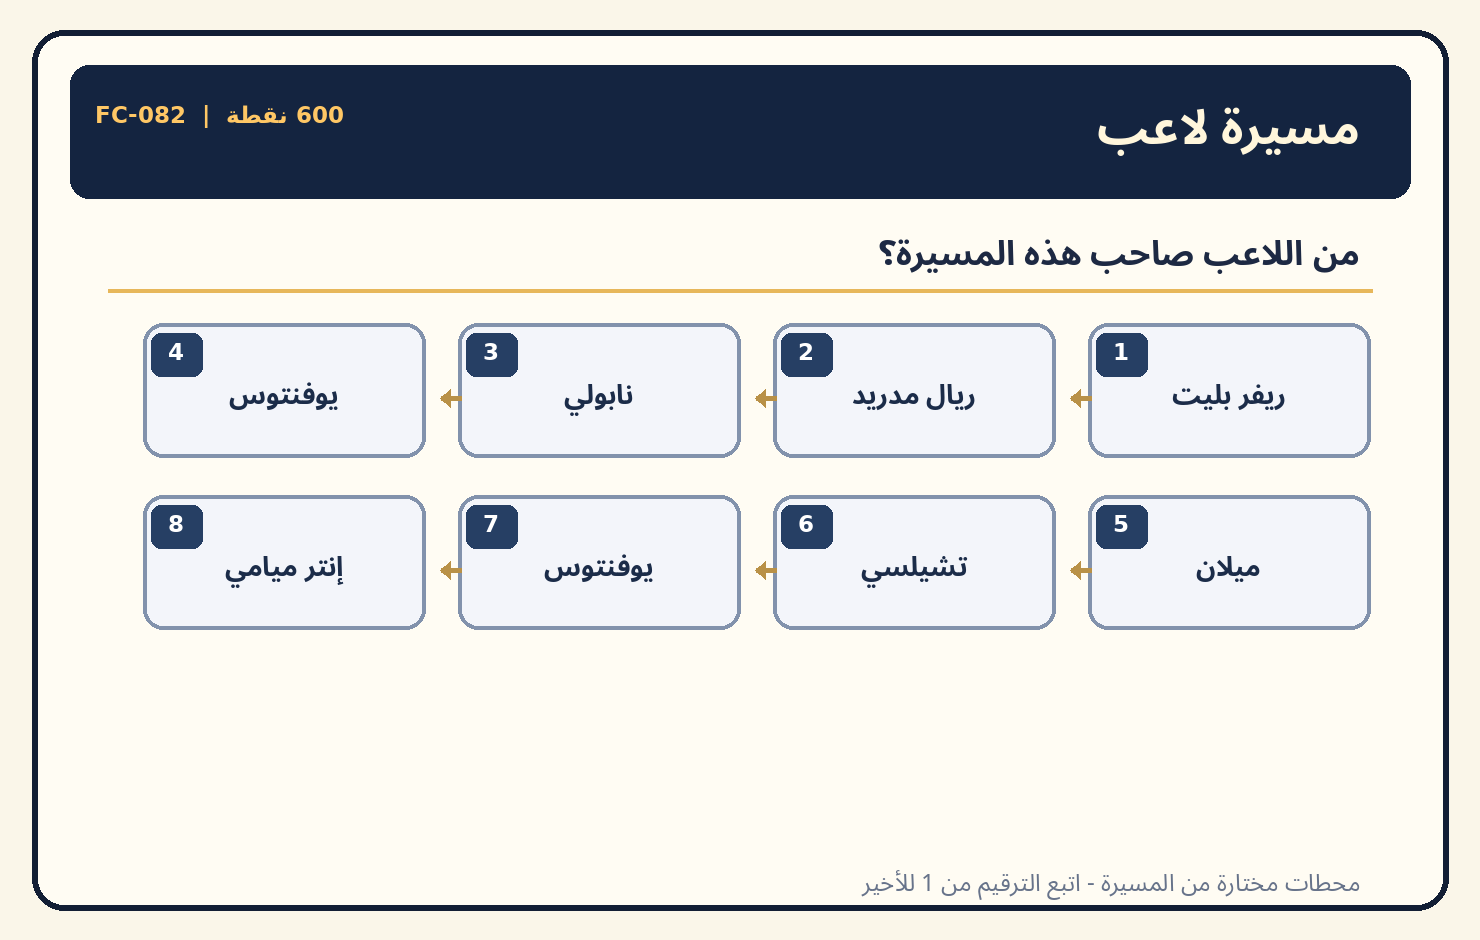 مسيرة لاعب
600 نقطة | FC-082
من اللاعب صاحب هذه المسيرة؟
1
ريفر بليت
2
ريال مدريد
3
نابولي
4
يوفنتوس
5
ميلان
6
تشيلسي
7
يوفنتوس
8
إنتر ميامي
محطات مختارة من المسيرة - اتبع الترقيم من 1 للأخير